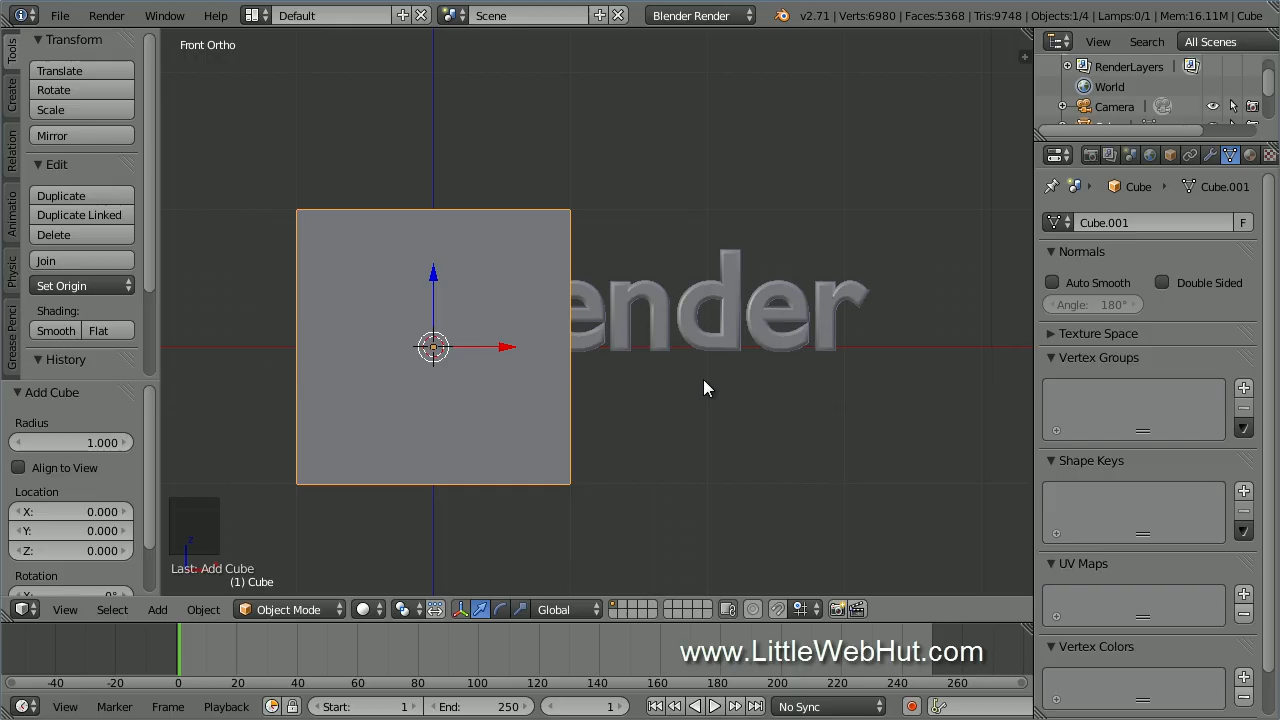 File Render Window Help Default Scene Blender Render v2.71 | Verts:6980 | Faces:5368 | Tris:9748 | Objects:1/4 | Lamps:0/1 | Mem:16.11M | Cube
Tools
Create
Relation
Animatio
Physic
Grease Penci
Transform
Translate
Rotate
Scale
Mirror
Edit
Duplicate
Duplicate Linked
Delete
Join
Set Origin
Shading:
Smooth Flat
History
Add Cube
Radius
1.000
Align to View
Location
X: 0.000
Y: 0.000
Z: 0.000
Rotation
Front Ortho
ender
z
Last: Add Cube
(1) Cube
View Select Add Object Object Mode Global
www.LittleWebHut.com
-40 -20 0 20 40 60 80 100 120 140 160 180 200 220 240 260
View Marker Frame Playback Start: 1 End: 250 1 No Sync
View Search All Scenes
RenderLayers
World
Camera
Cube Cube.001
Cube.001 F
Normals
Auto Smooth Double Sided
Angle: 180°
Texture Space
Vertex Groups
Shape Keys
UV Maps
Vertex Colors